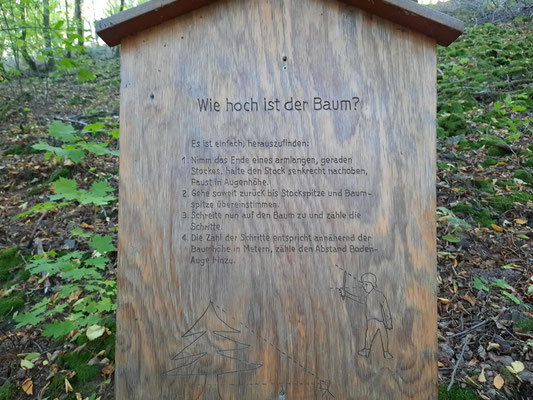 Wie hoch ist der Baum?
Es ist einfach, herauszufinden:
1. Nimm das Ende eines armlangen, geraden
Stockes, halte den Stock senkrecht nachoben,
Faust in Augenhöhe.
2. Gehe soweit zurück bis Stockspitze und Baum-
spitze übereinstimmen.
3. Schreite nun auf den Baum zu und zähle die
Schritte.
4. Die Zahl der Schritte entspricht annähernd der
Baumhöhe in Metern, zähle den Abstand Boden-
Auge hinzu.